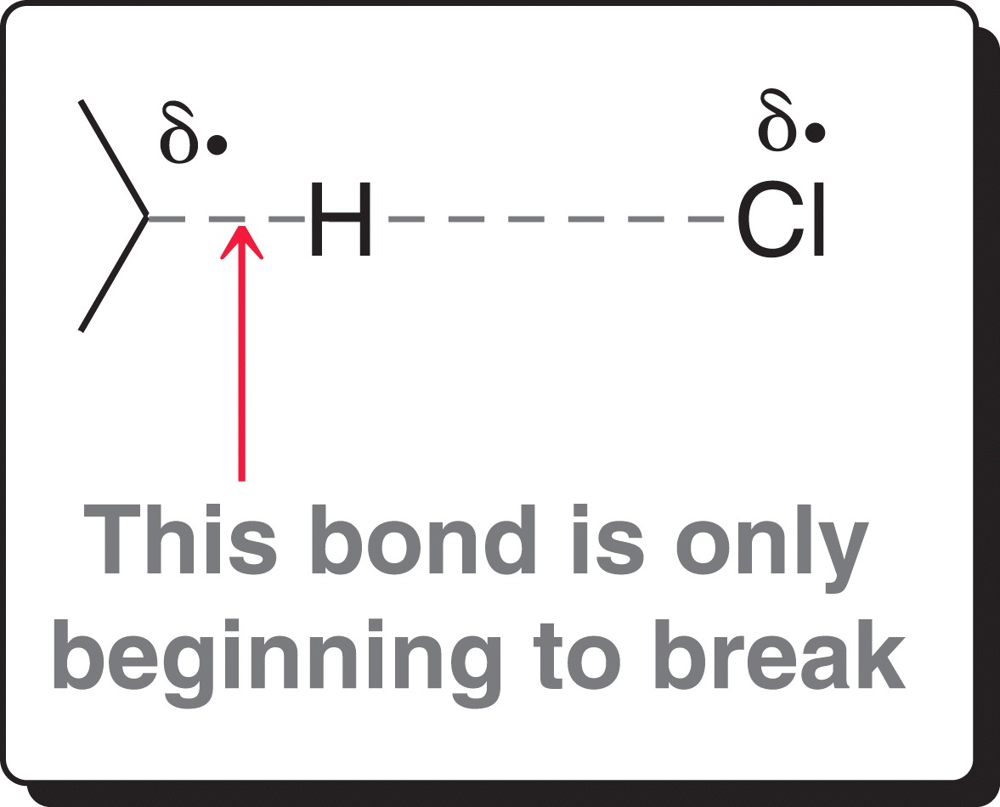 δ• δ•
H Cl
This bond is only
beginning to break